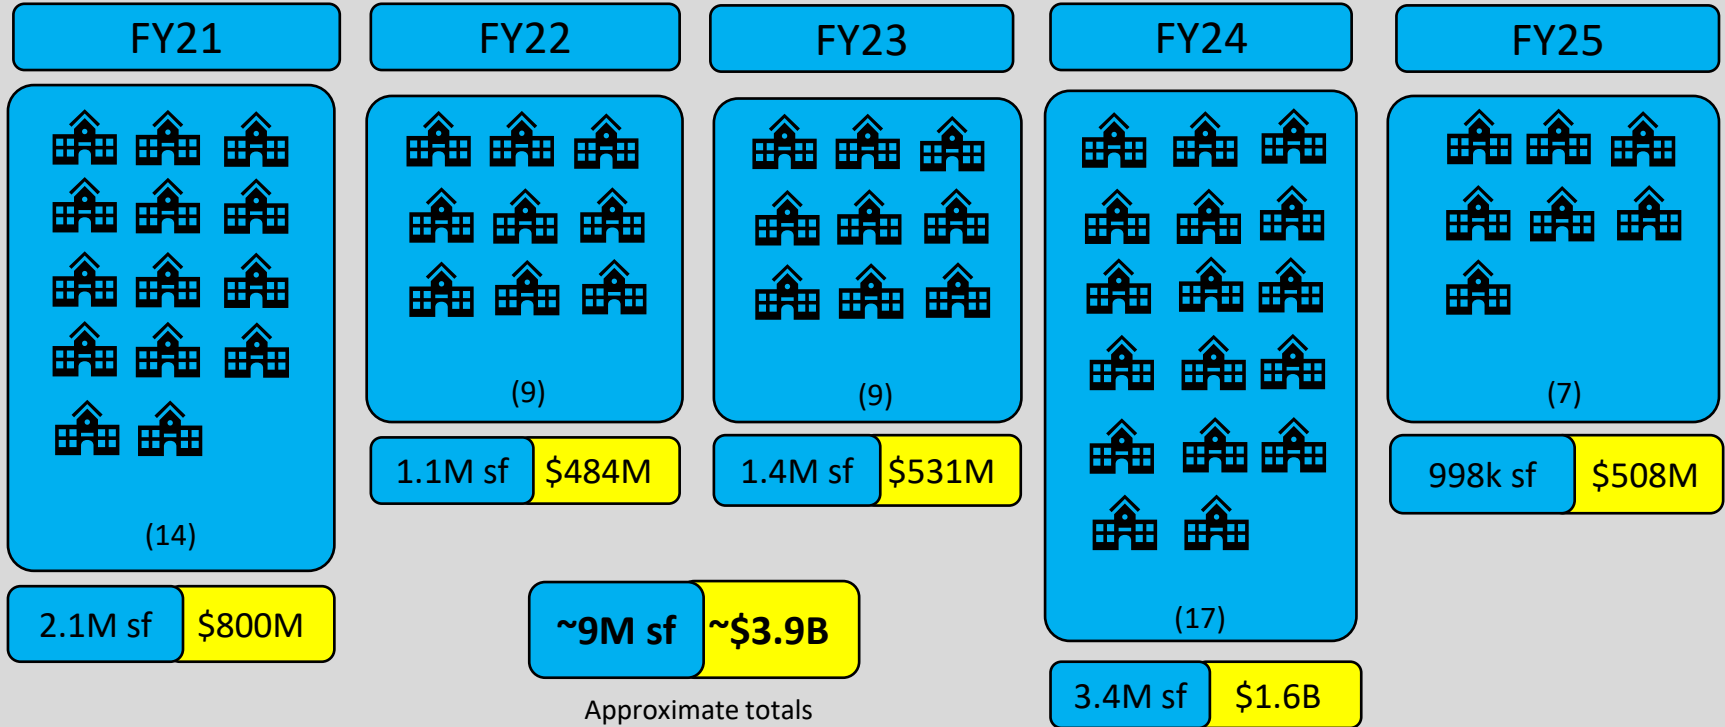 FY21
FY22
FY23
FY24
FY25
(14)
(9)
(9)
(17)
(7)
2.1M sf $800M
1.1M sf $484M
1.4M sf $531M
3.4M sf $1.6B
998k sf $508M
~9M sf ~$3.9B
Approximate totals